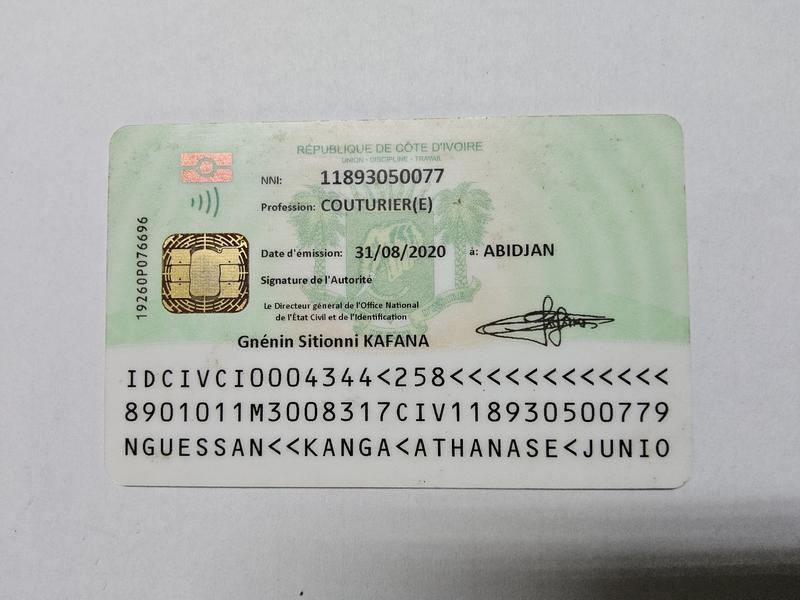 RÉPUBLIQUE DE CÔTE D'IVOIRE
UNION - DISCIPLINE - TRAVAIL
NNI: 11893050077
Profession: COUTURIER(E)
Date d'émission: 31/08/2020 à: ABIDJAN
Signature de l'Autorité
Le Directeur général de l'Office National
de l'État Civil et de l'Identification
Gnénin Sitionni KAFANA
19260P076696
IDCIVCI0004344<258<<<<<<<<<<<<
8901011M3008317CIV118930500779
NGUESSAN<<KANGA<ATHANASE<JUNIO